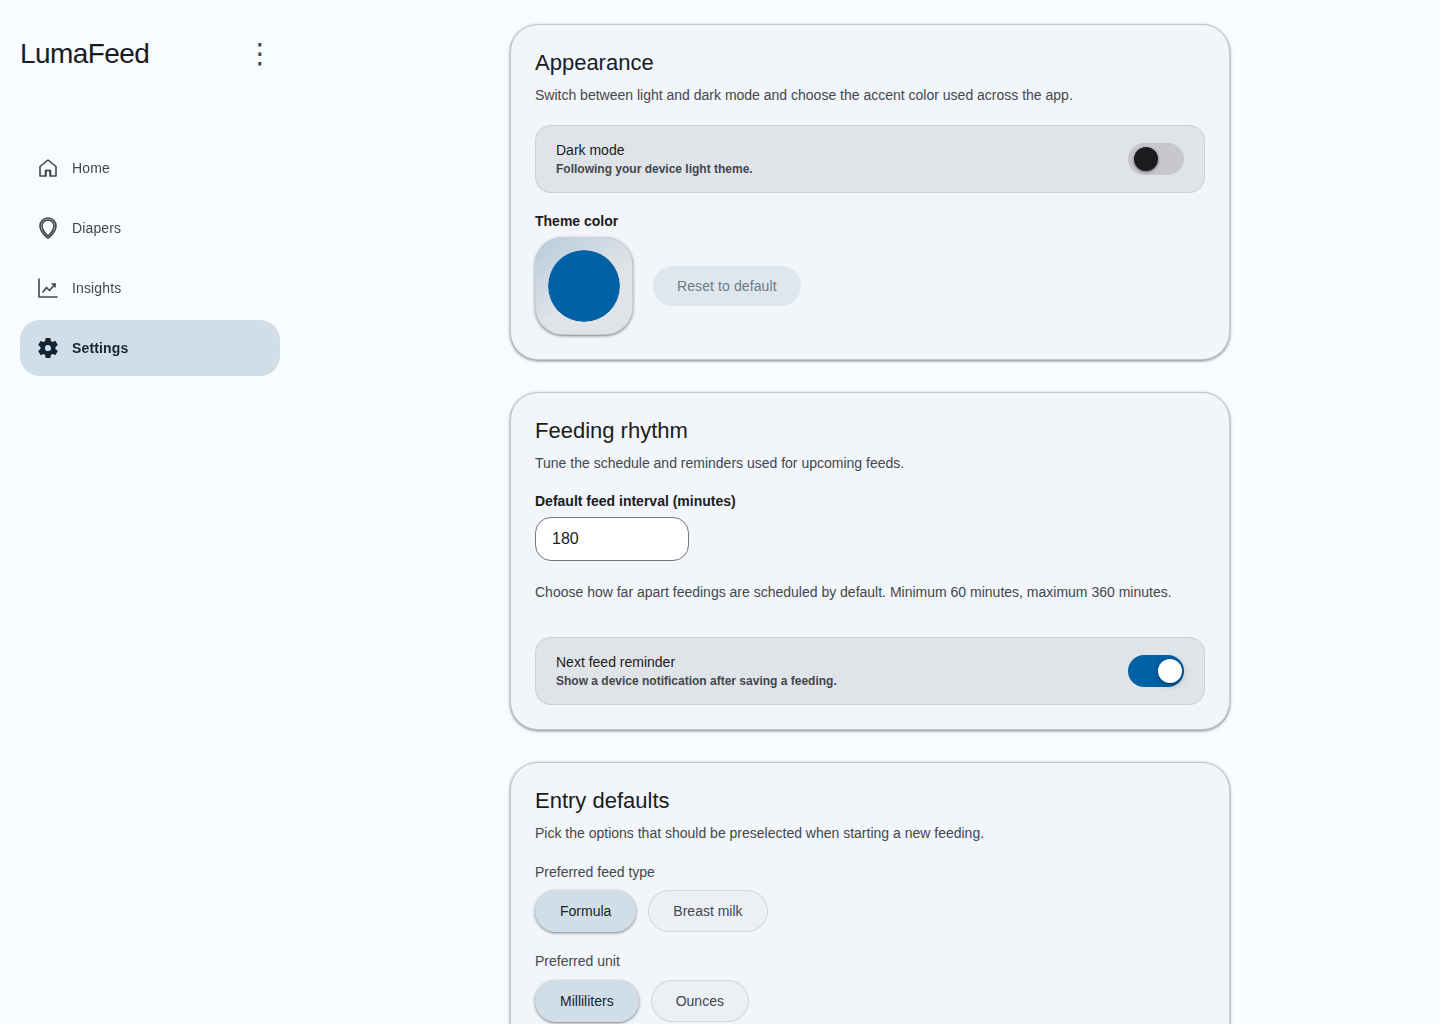 LumaFeed
Home
Diapers
Insights
Settings
Appearance
Switch between light and dark mode and choose the accent color used across the app.
Dark mode
Following your device light theme.
Theme color
Reset to default
Feeding rhythm
Tune the schedule and reminders used for upcoming feeds.
Default feed interval (minutes)
180
Choose how far apart feedings are scheduled by default. Minimum 60 minutes, maximum 360 minutes.
Next feed reminder
Show a device notification after saving a feeding.
Entry defaults
Pick the options that should be preselected when starting a new feeding.
Preferred feed type
Formula Breast milk
Preferred unit
Milliliters Ounces